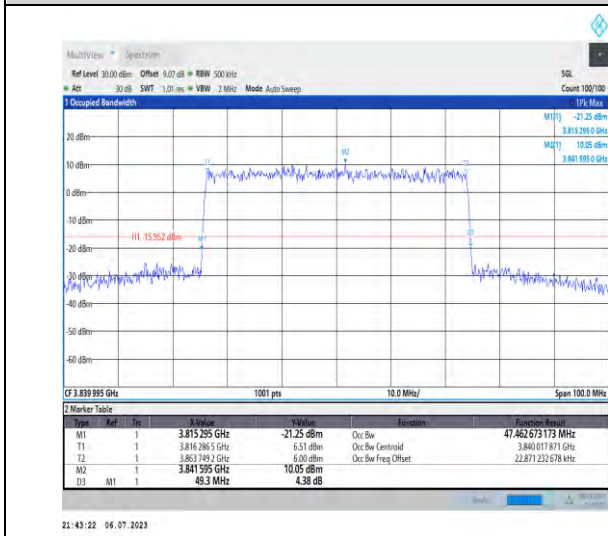 MultiView Spectrum
Ref Level 30.00 dBm Offset 9.07 dB RBW 500 kHz SGL
Att 30 dB SWT 1.01 ms VBW 2 MHz Mode Auto Sweep Count 100/100
1 Occupied Bandwidth 1Pk Max
M1[1] -21.25 dBm
3.815 295 0 GHz
M2[1] 10.05 dBm
3.841 595 0 GHz
20 dBm
M2
T1
T2
10 dBm
0 dBm
-10 dBm
H1 -15.952 dBm
M1
D3
-20 dBm
-30 dBm
-40 dBm
-50 dBm
-60 dBm
CF 3.839 995 GHz 1001 pts 10.0 MHz/ Span 100.0 MHz
2 Marker Table
Type Ref Trc X-Value Y-Value Function Function Result
M1 1 3.815 295 GHz -21.25 dBm Occ Bw 47.462 673 173 MHz
T1 1 3.816 286 5 GHz 6.51 dBm Occ Bw Centroid 3.840 017 871 GHz
T2 1 3.863 749 2 GHz 6.00 dBm Occ Bw Freq Offset 22.871 232 678 kHz
M2 1 3.841 595 GHz 10.05 dBm
D3 M1 1 49.3 MHz 4.38 dB
21:43:22 06.07.2023